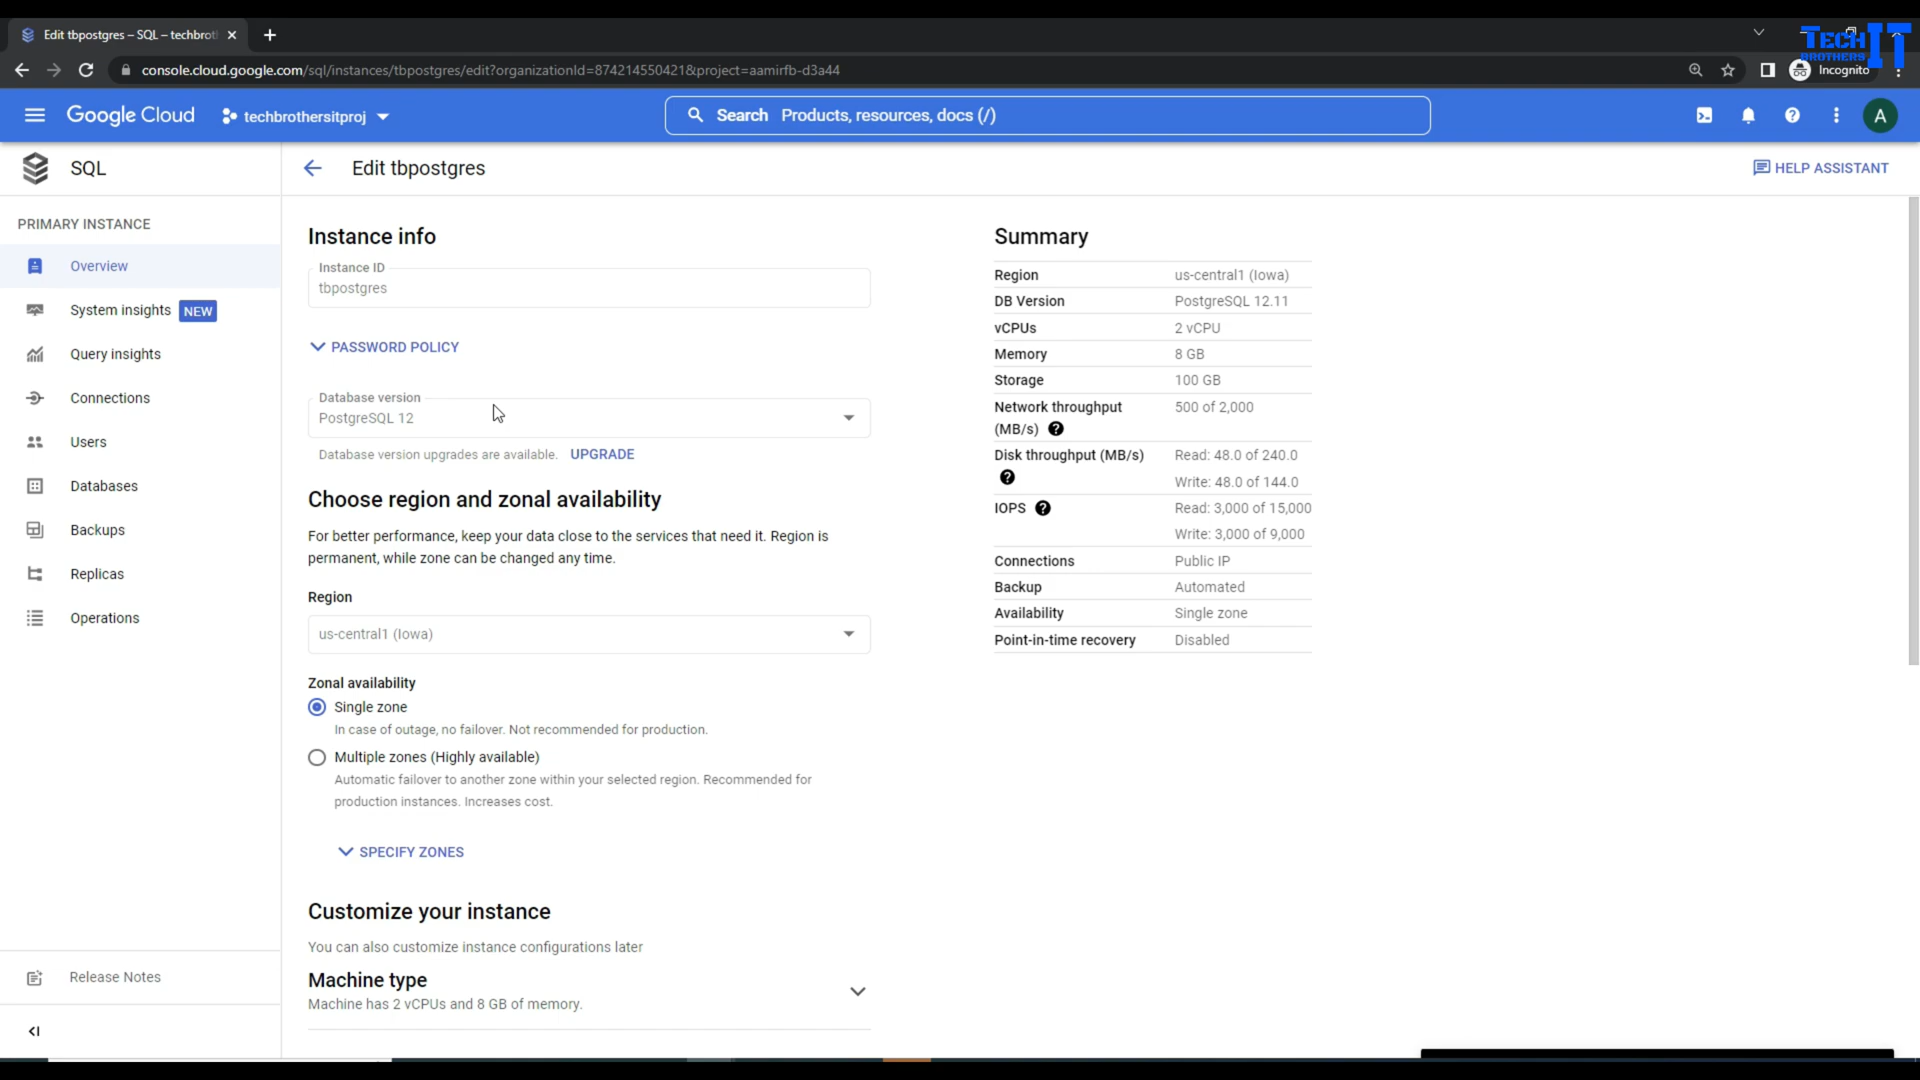 Edit tbpostgres – SQL – techbrot
TECH IT
BROTHERS
console.cloud.google.com/sql/instances/tbpostgres/edit?organizationId=874214550421&project=aamirfb-d3a44
Incognito
Google Cloud
techbrothersitproj
Search Products, resources, docs (/)
A
SQL
Edit tbpostgres
HELP ASSISTANT
PRIMARY INSTANCE
Overview
System insights NEW
Query insights
Connections
Users
Databases
Backups
Replicas
Operations
Release Notes
Instance info
Instance ID
tbpostgres
PASSWORD POLICY
Database version
PostgreSQL 12
Database version upgrades are available. UPGRADE
Choose region and zonal availability
For better performance, keep your data close to the services that need it. Region is
permanent, while zone can be changed any time.
Region
us-central1 (Iowa)
Zonal availability
Single zone
In case of outage, no failover. Not recommended for production.
Multiple zones (Highly available)
Automatic failover to another zone within your selected region. Recommended for
production instances. Increases cost.
SPECIFY ZONES
Customize your instance
You can also customize instance configurations later
Machine type
Machine has 2 vCPUs and 8 GB of memory.
Summary
Region us-central1 (Iowa)
DB Version PostgreSQL 12.11
vCPUs 2 vCPU
Memory 8 GB
Storage 100 GB
Network throughput 500 of 2,000
(MB/s)
Disk throughput (MB/s) Read: 48.0 of 240.0
Write: 48.0 of 144.0
IOPS Read: 3,000 of 15,000
Write: 3,000 of 9,000
Connections Public IP
Backup Automated
Availability Single zone
Point-in-time recovery Disabled